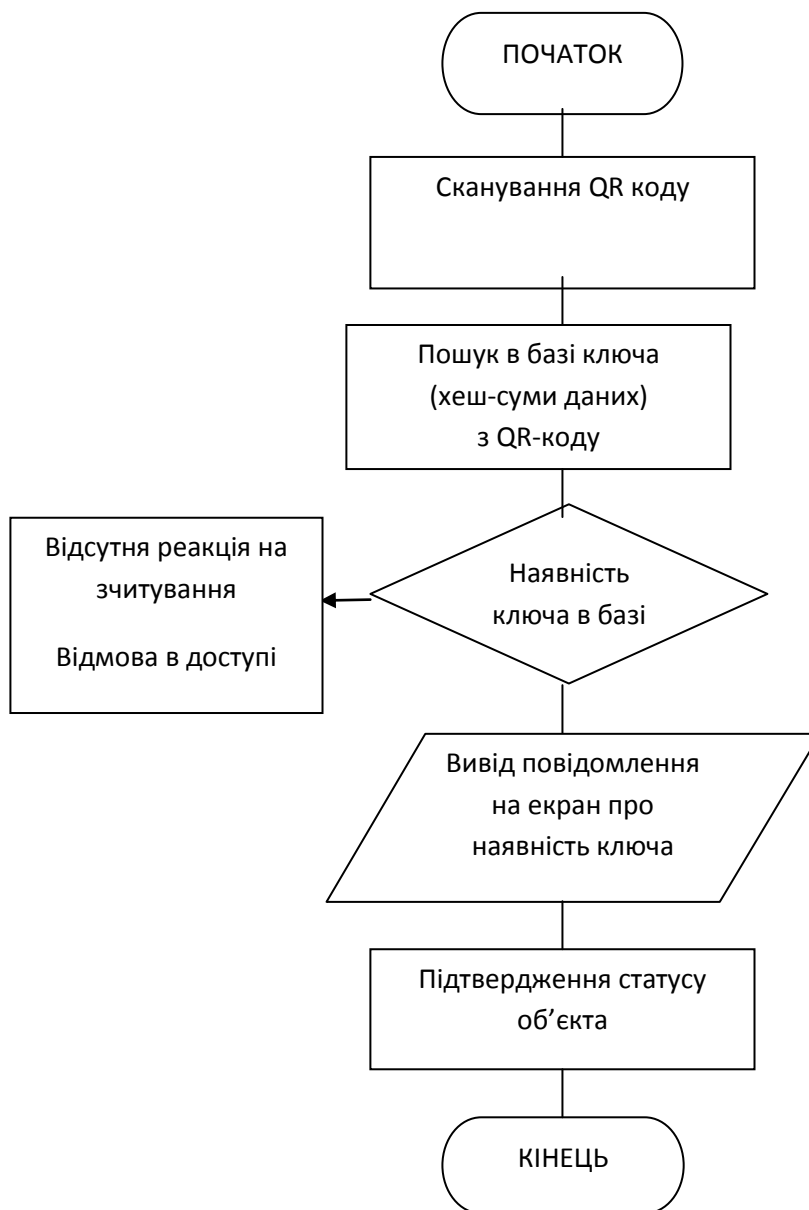 ПОЧАТОК
Сканування QR коду
Пошук в базі ключа
(хеш-суми даних)
з QR-коду
Відсутня реакція на
зчитування
Відмова в доступі
Наявність
ключа в базі
Вивід повідомлення
на екран про
наявність ключа
Підтвердження статусу
об’єкта
КІНЕЦЬ